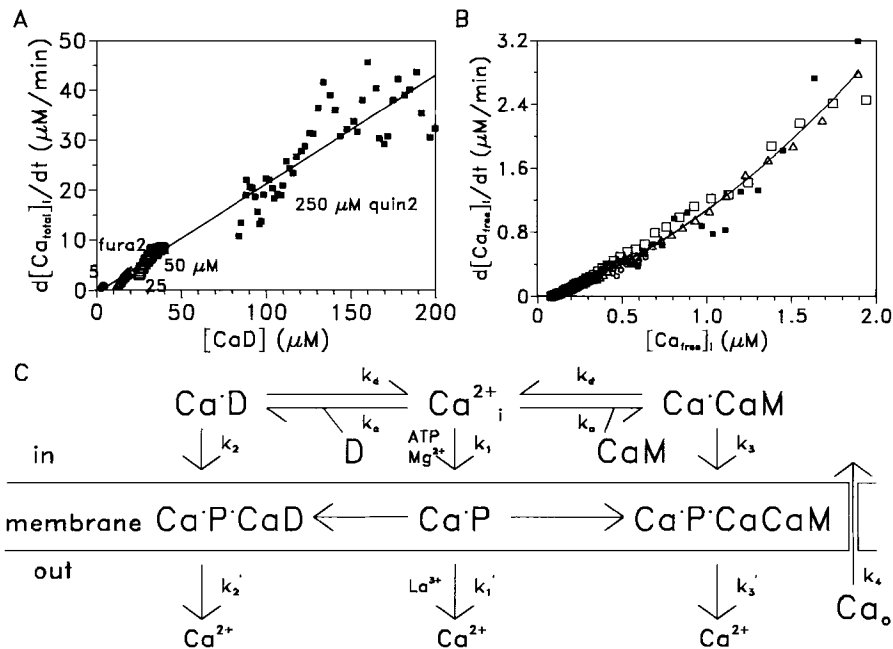 A
B
50
40
30
20
10
0
d[Ca_total]_i/dt (μM/min)
fura2
5
25
50 μM
250 μM quin2
0 50 100 150 200
[CaD] (μM)
3.2
2.4
1.6
0.8
0
d[Ca_free]_i/dt (μM/min)
0 0.5 1.0 1.5 2.0
[Ca_free]_i (μM)
C
k_d k_d'
Ca·D Ca²⁺_i Ca·CaM
k_a k_a'
D CaM
ATP
Mg²⁺
k_2 k_1 k_3
in
membrane Ca·P·CaD Ca·P Ca·P·CaCaM
out
k_2' La³⁺ k_1' k_3' k_4
Ca_o
Ca²⁺ Ca²⁺ Ca²⁺